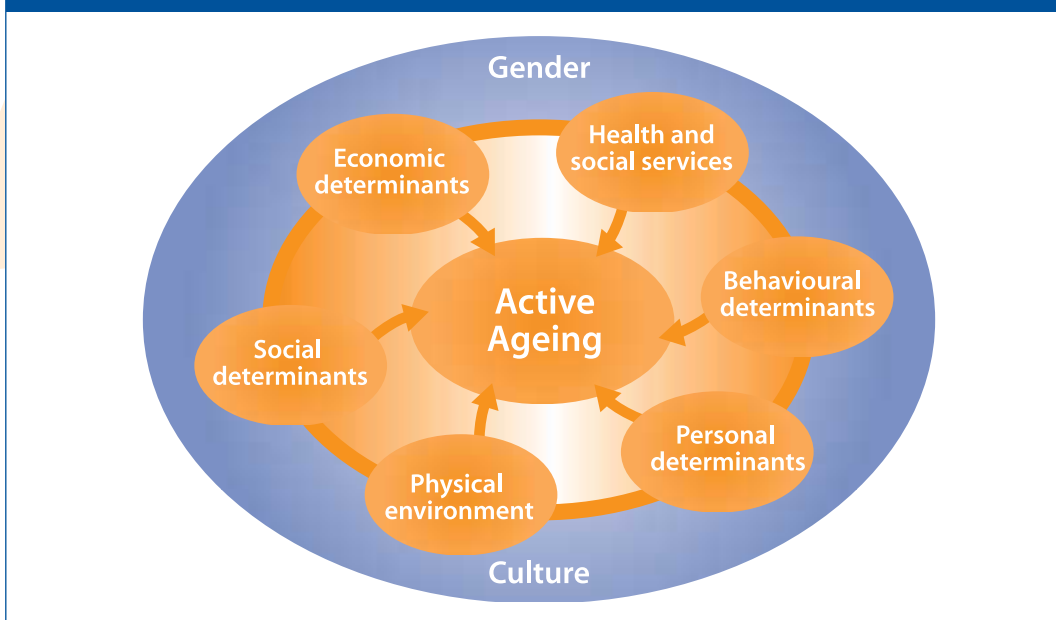 Gender
Health and
social services
Economic
determinants
Behavioural
determinants
Active
Ageing
Social
determinants
Personal
determinants
Physical
environment
Culture